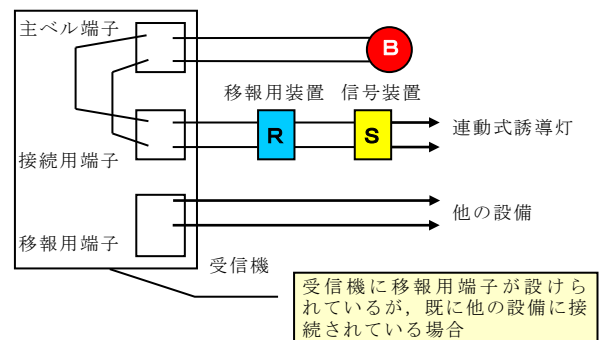 主ベル端子
B
移報用装置 信号装置
R
S
連動式誘導灯
接続用端子
他の設備
移報用端子
受信機
受信機に移報用端子が設けら
れているが，既に他の設備に接
続されている場合